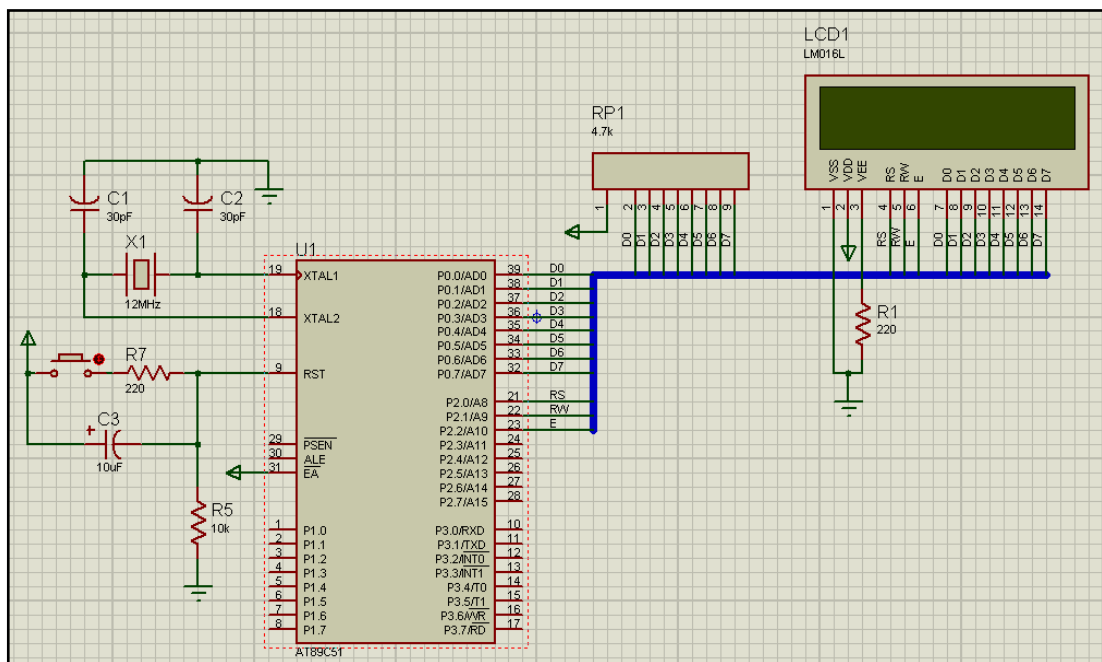 LCD1
LM016L
VSS
VDD
VEE
RS
RW
E
D0
D1
D2
D3
D4
D5
D6
D7
1
2
3
4
5
6
7
8
9
10
11
12
13
14
RS
RW
E
D0
D1
D2
D3
D4
D5
D6
D7
RP1
4.7k
1
2
3
4
5
6
7
8
9
D0
D1
D2
D3
D4
D5
D6
D7
C1
30pF
C2
30pF
X1
12MHz
R7
220
C3
+
10uF
R5
10k
R1
220
U1
19 XTAL1
18 XTAL2
9 RST
29 PSEN
30 ALE
31 EA
1 P1.0
2 P1.1
3 P1.2
4 P1.3
5 P1.4
6 P1.5
7 P1.6
8 P1.7
P0.0/AD0 39 D0
P0.1/AD1 38 D1
P0.2/AD2 37 D2
P0.3/AD3 36 D3
P0.4/AD4 35 D4
P0.5/AD5 34 D5
P0.6/AD6 33 D6
P0.7/AD7 32 D7
P2.0/A8 21 RS
P2.1/A9 22 RW
P2.2/A10 23 E
P2.3/A11 24
P2.4/A12 25
P2.5/A13 26
P2.6/A14 27
P2.7/A15 28
P3.0/RXD 10
P3.1/TXD 11
P3.2/INT0 12
P3.3/INT1 13
P3.4/T0 14
P3.5/T1 15
P3.6/WR 16
P3.7/RD 17
AT89C51